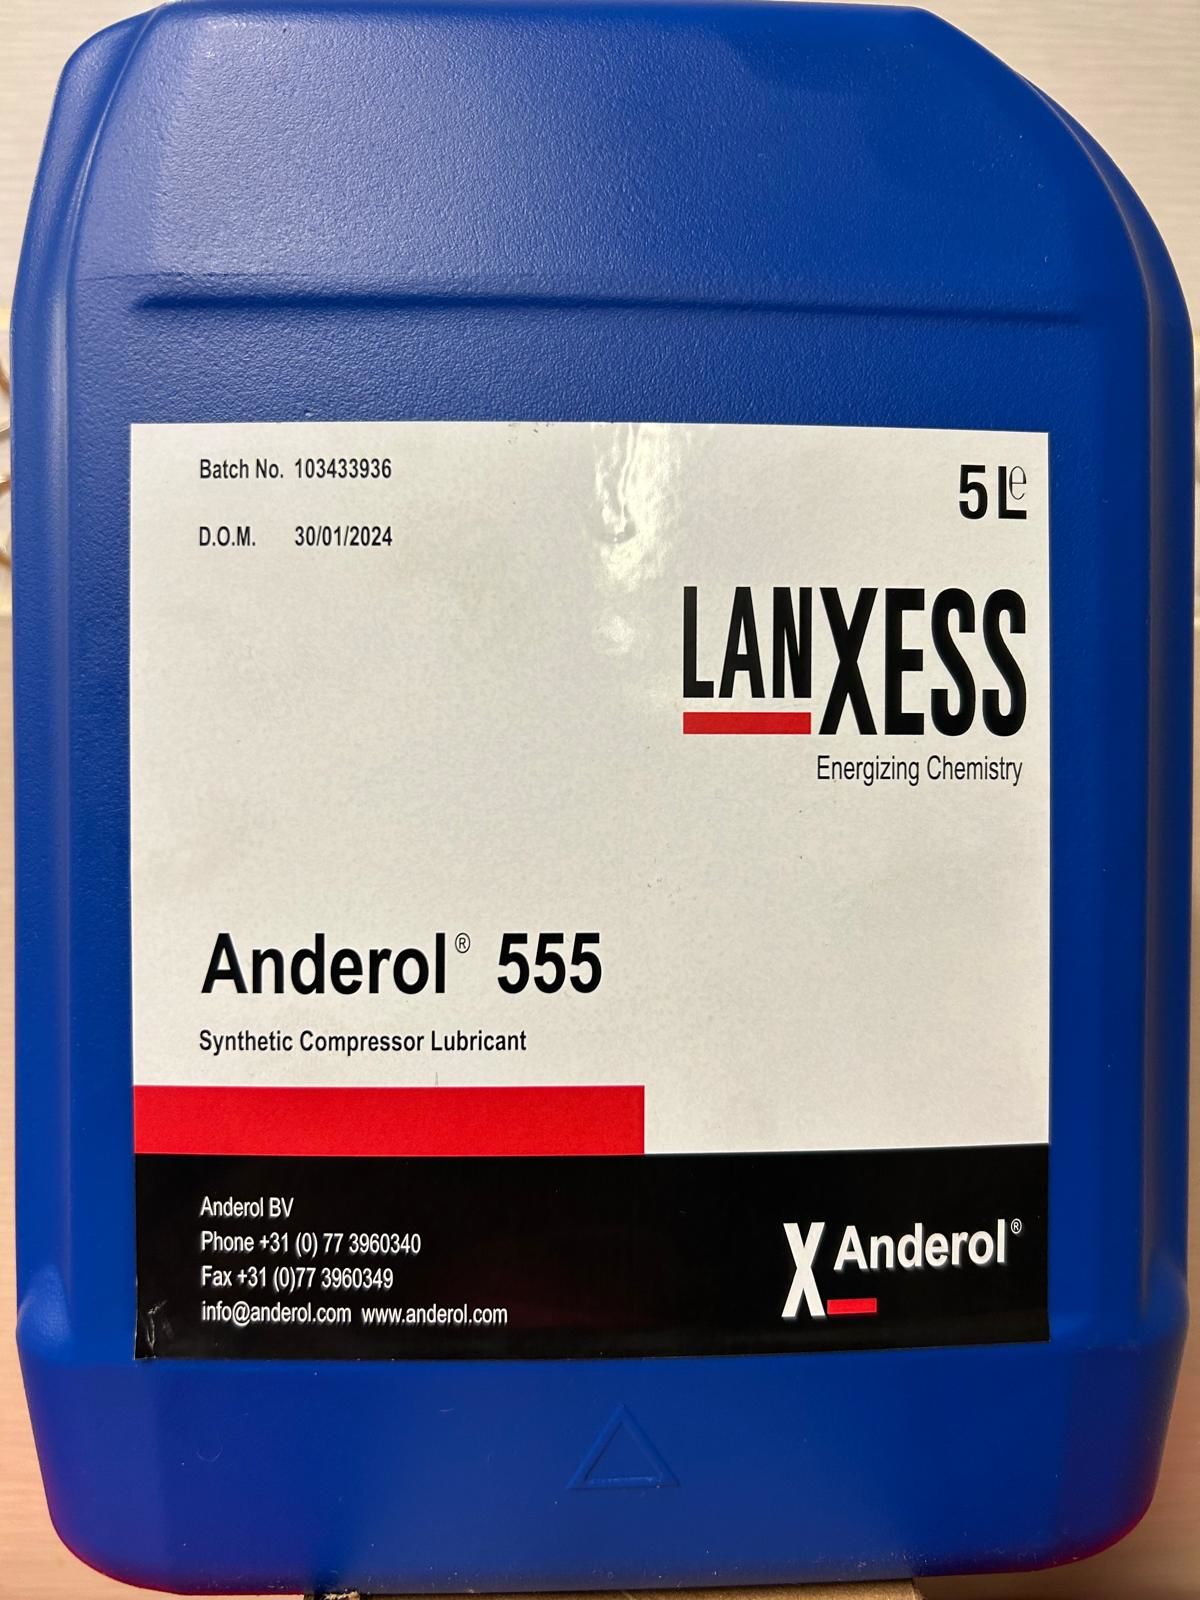 Batch No. 103433936
D.O.M. 30/01/2024
5 L e
LANXESS
Energizing Chemistry
Anderol® 555
Synthetic Compressor Lubricant
Anderol BV
Phone +31 (0) 77 3960340
Fax +31 (0)77 3960349
info@anderol.com www.anderol.com
X Anderol®